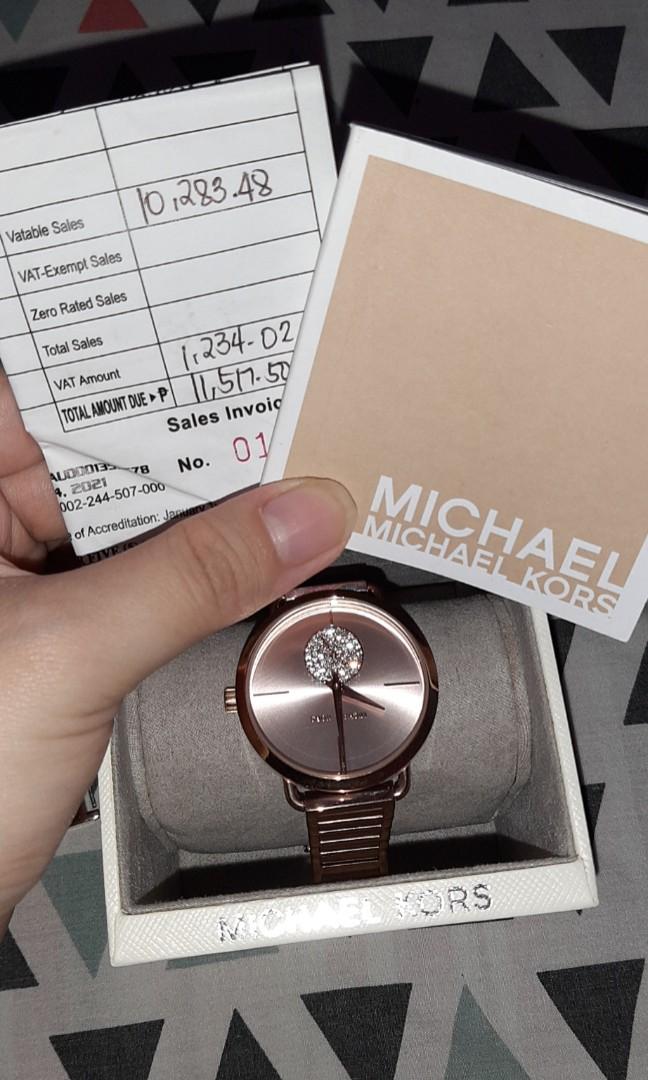 10,283.48
Vatable Sales
VAT-Exempt Sales
Zero Rated Sales
Total Sales
1,234-02
VAT Amount
11,517-50
TOTAL AMOUNT DUE ▸ ₱
Sales Invoic
No. 01
2021
002-244-507-000
of Accreditation: January
MICHAEL
MICHAEL KORS
MICHAEL KORS